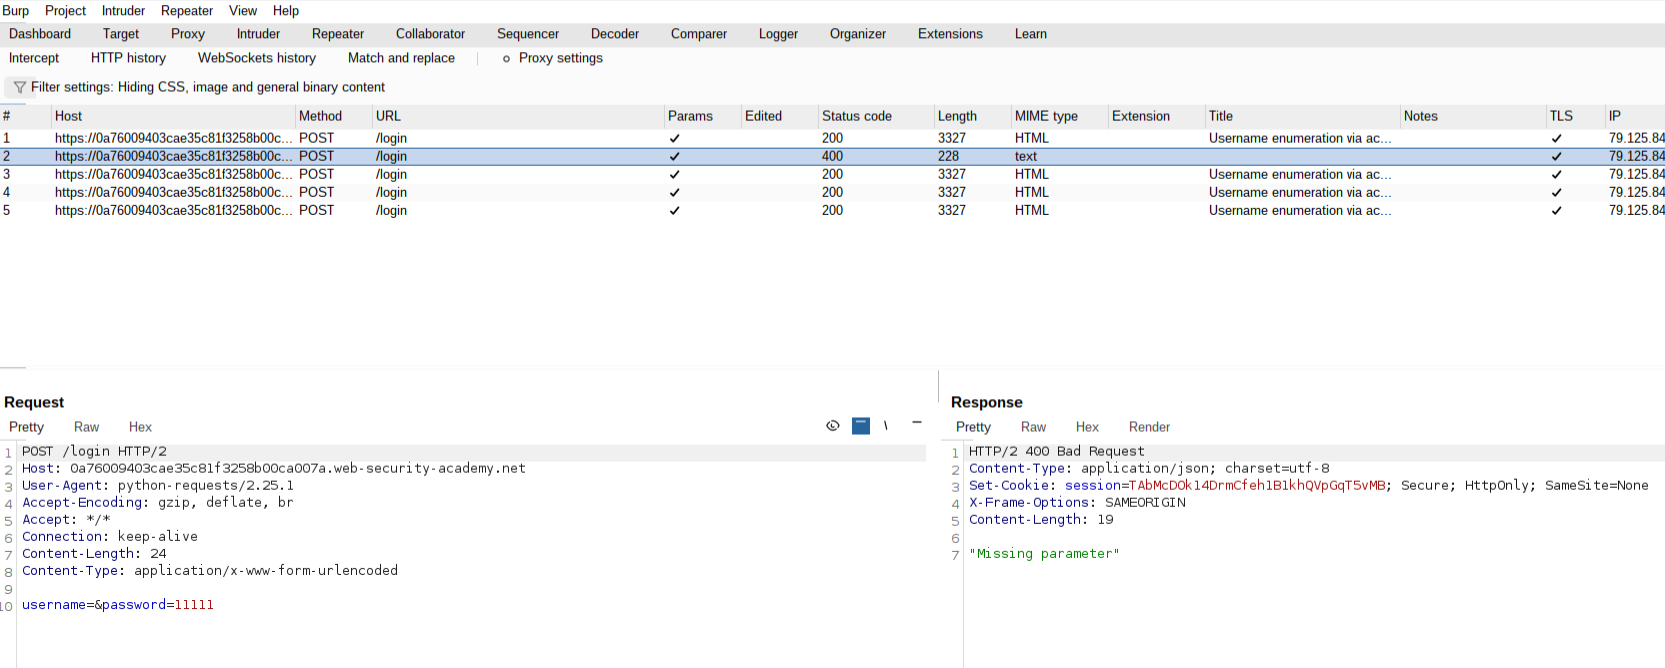 Burp Project Intruder Repeater View Help
Dashboard Target Proxy Intruder Repeater Collaborator Sequencer Decoder Comparer Logger Organizer Extensions Learn
Intercept HTTP history WebSockets history Match and replace Proxy settings
Filter settings: Hiding CSS, image and general binary content
# Host Method URL Params Edited Status code Length MIME type Extension Title Notes TLS IP
1 https://0a76009403cae35c81f3258b00c... POST /login ✓ 200 3327 HTML Username enumeration via ac... ✓ 79.125.84
2 https://0a76009403cae35c81f3258b00c... POST /login ✓ 400 228 text ✓ 79.125.84
3 https://0a76009403cae35c81f3258b00c... POST /login ✓ 200 3327 HTML Username enumeration via ac... ✓ 79.125.84
4 https://0a76009403cae35c81f3258b00c... POST /login ✓ 200 3327 HTML Username enumeration via ac... ✓ 79.125.84
5 https://0a76009403cae35c81f3258b00c... POST /login ✓ 200 3327 HTML Username enumeration via ac... ✓ 79.125.84
Request
Pretty Raw Hex \
1 POST /login HTTP/2
2 Host: 0a76009403cae35c81f3258b00ca007a.web-security-academy.net
3 User-Agent: python-requests/2.25.1
4 Accept-Encoding: gzip, deflate, br
5 Accept: */*
6 Connection: keep-alive
7 Content-Length: 24
8 Content-Type: application/x-www-form-urlencoded
9
10 username=&password=11111
Response
Pretty Raw Hex Render
1 HTTP/2 400 Bad Request
2 Content-Type: application/json; charset=utf-8
3 Set-Cookie: session=TAbMcDOk14DrmCfeh1B1khQVpGqT5vMB; Secure; HttpOnly; SameSite=None
4 X-Frame-Options: SAMEORIGIN
5 Content-Length: 19
6
7 "Missing parameter"